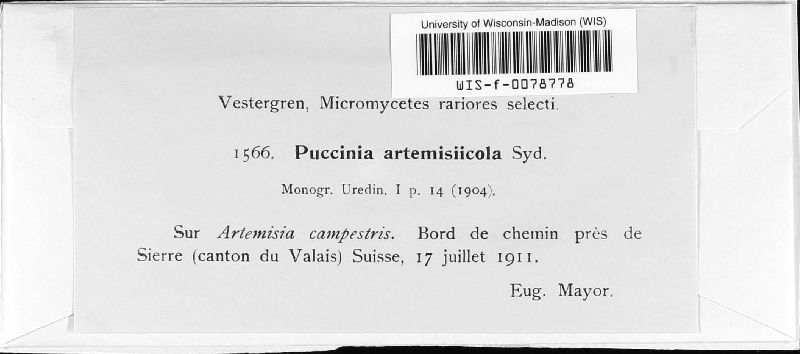 University of Wisconsin-Madison (WIS)
WIS-f-0078778
Vestergren, Micromycetes rariores selecti.
1566. Puccinia artemisiicola Syd.
Monogr. Uredin. I p. 14 (1904).
Sur Artemisia campestris. Bord de chemin près de
Sierre (canton du Valais) Suisse, 17 juillet 1911.
Eug. Mayor.